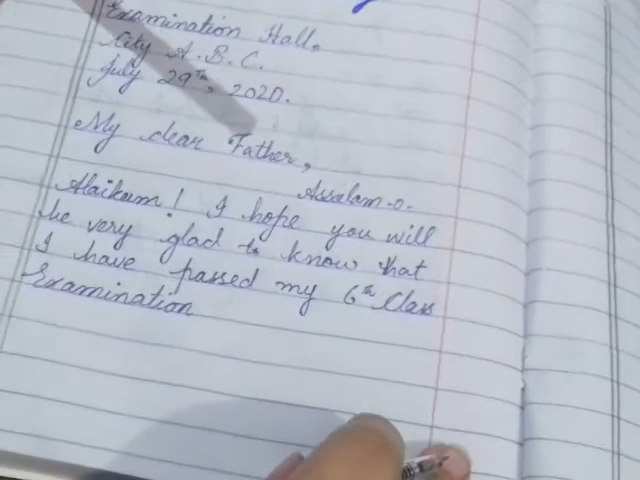 Examination Hall,
City A.B.C.
July 29th, 2020.
My dear Father,
Assalam-o-
Alaikum! I hope you will
be very glad to know that
I have passed my 6th Class
Examination